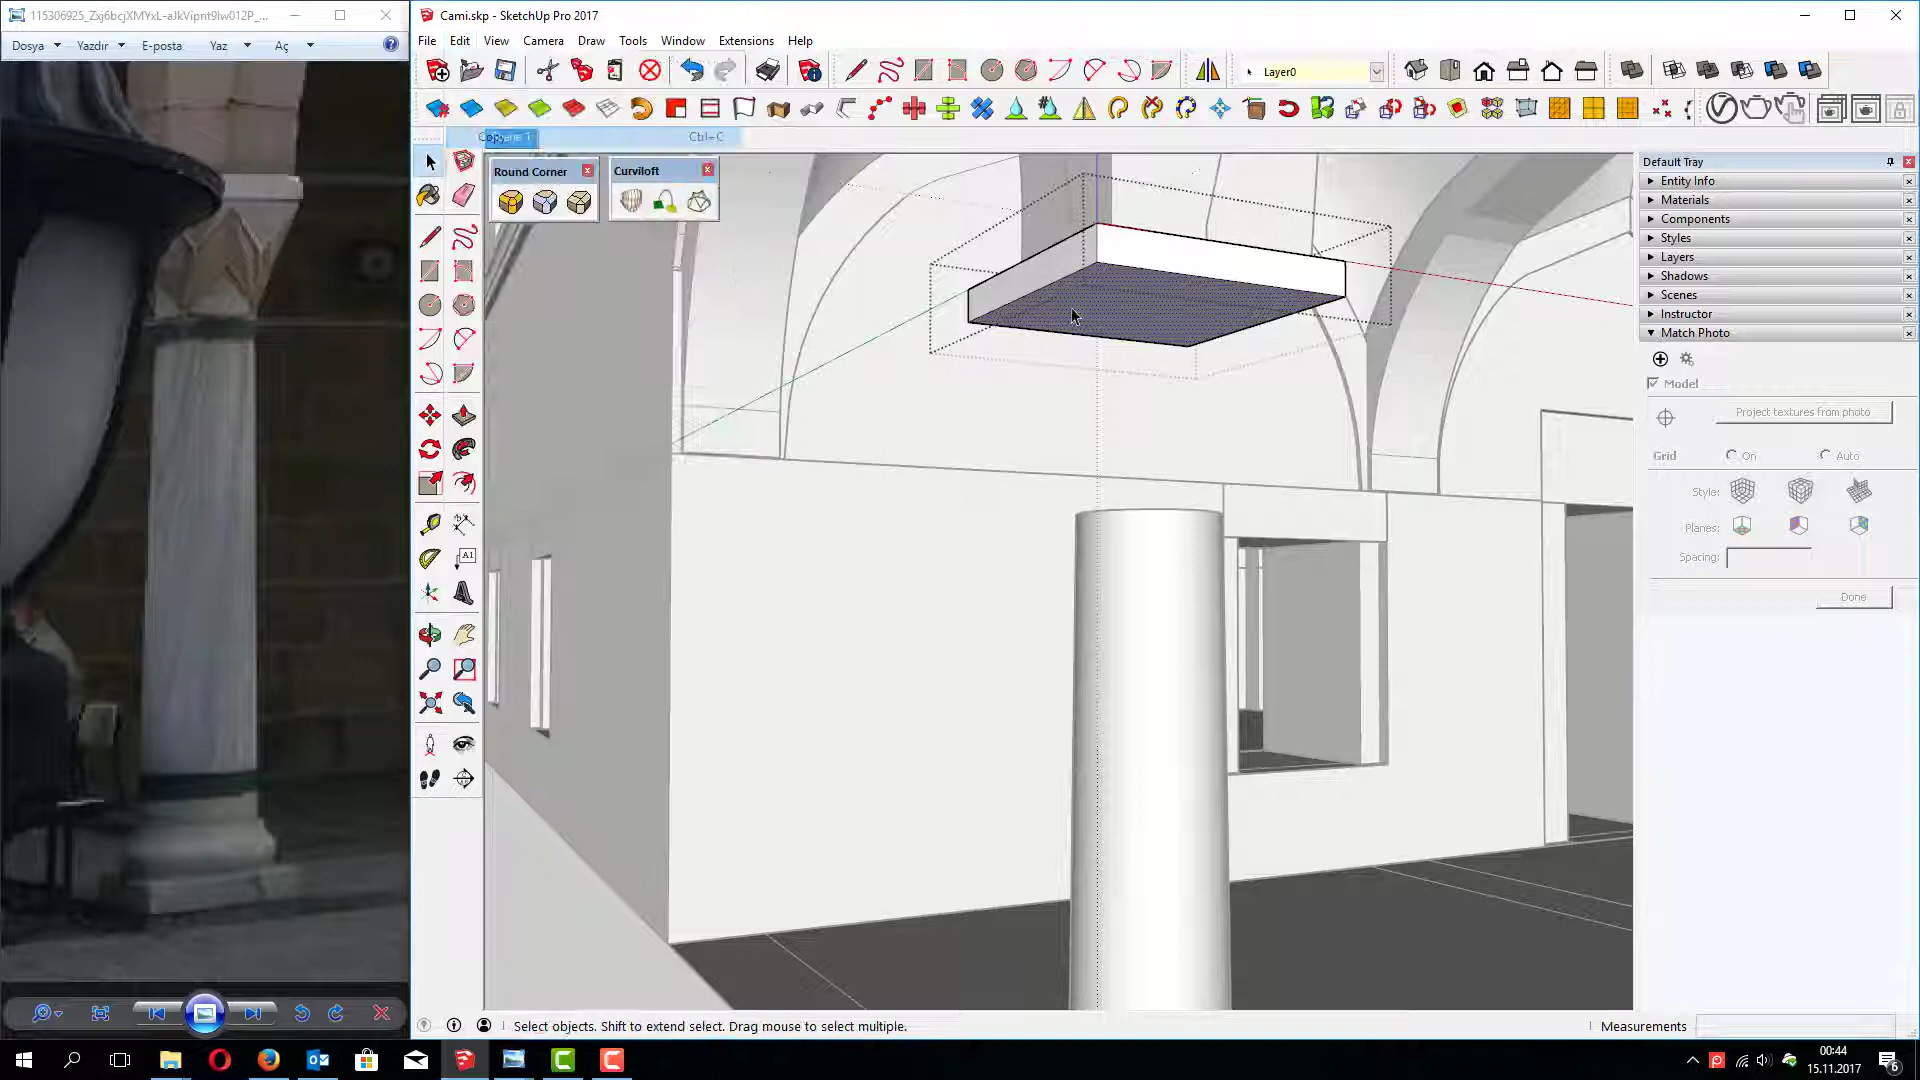 115306925_Zxj6bcjXMYxL-aJkVipnt9lw012P_...
Dosya
Yazdır
E-posta
Yaz
Aç
Cami.skp - SketchUp Pro 2017
File
Edit
View
Camera
Draw
Tools
Window
Extensions
Help
Layer0
Ctrl+C
Round Corner
Curviloft
A1
Default Tray
Entity Info
Materials
Components
Styles
Layers
Shadows
Scenes
Instructor
Match Photo
Model
Project textures from photo
Grid
On
Auto
Style:
Planes:
Spacing:
Done
Select objects. Shift to extend select. Drag mouse to select multiple.
Measurements
00:44
15.11.2017
6